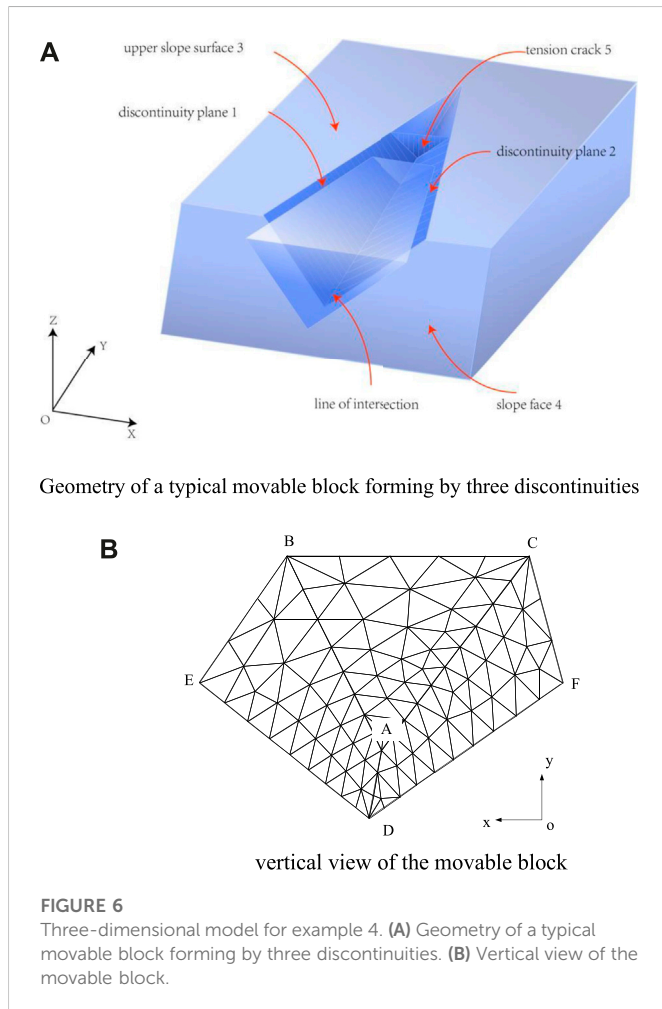 A
upper slope surface 3
tension crack 5
discontinuity plane 1
discontinuity plane 2
Z
Y
O
X
line of intersection
slope face 4
Geometry of a typical movable block forming by three discontinuities
B
B
C
E
F
A
y
x
o
D
vertical view of the movable block
FIGURE 6
Three-dimensional model for example 4. (A) Geometry of a typical
movable block forming by three discontinuities. (B) Vertical view of the
movable block.